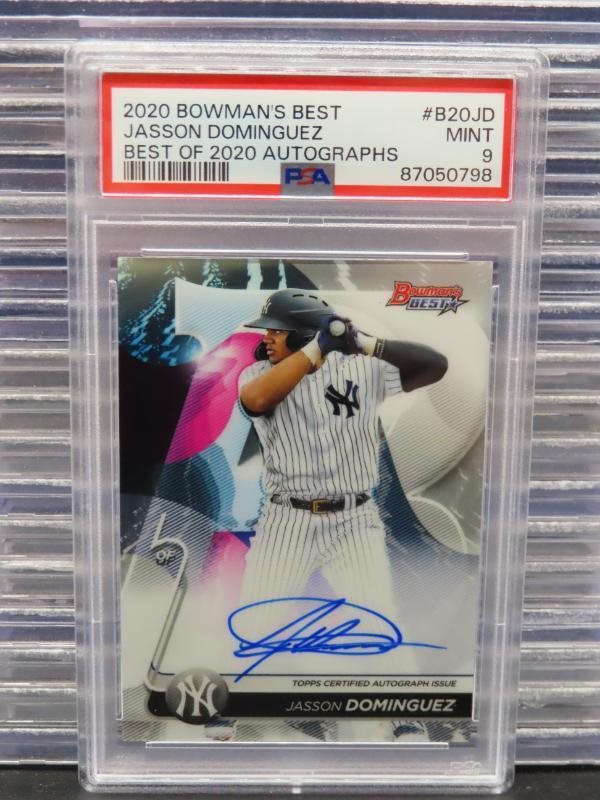 2020 BOWMAN'S BEST #B20JD
JASSON DOMINGUEZ MINT
BEST OF 2020 AUTOGRAPHS 9
PSA 87050798
Bowman's
BEST
NY
OF
TOPPS CERTIFIED AUTOGRAPH ISSUE
NY JASSON DOMINGUEZ